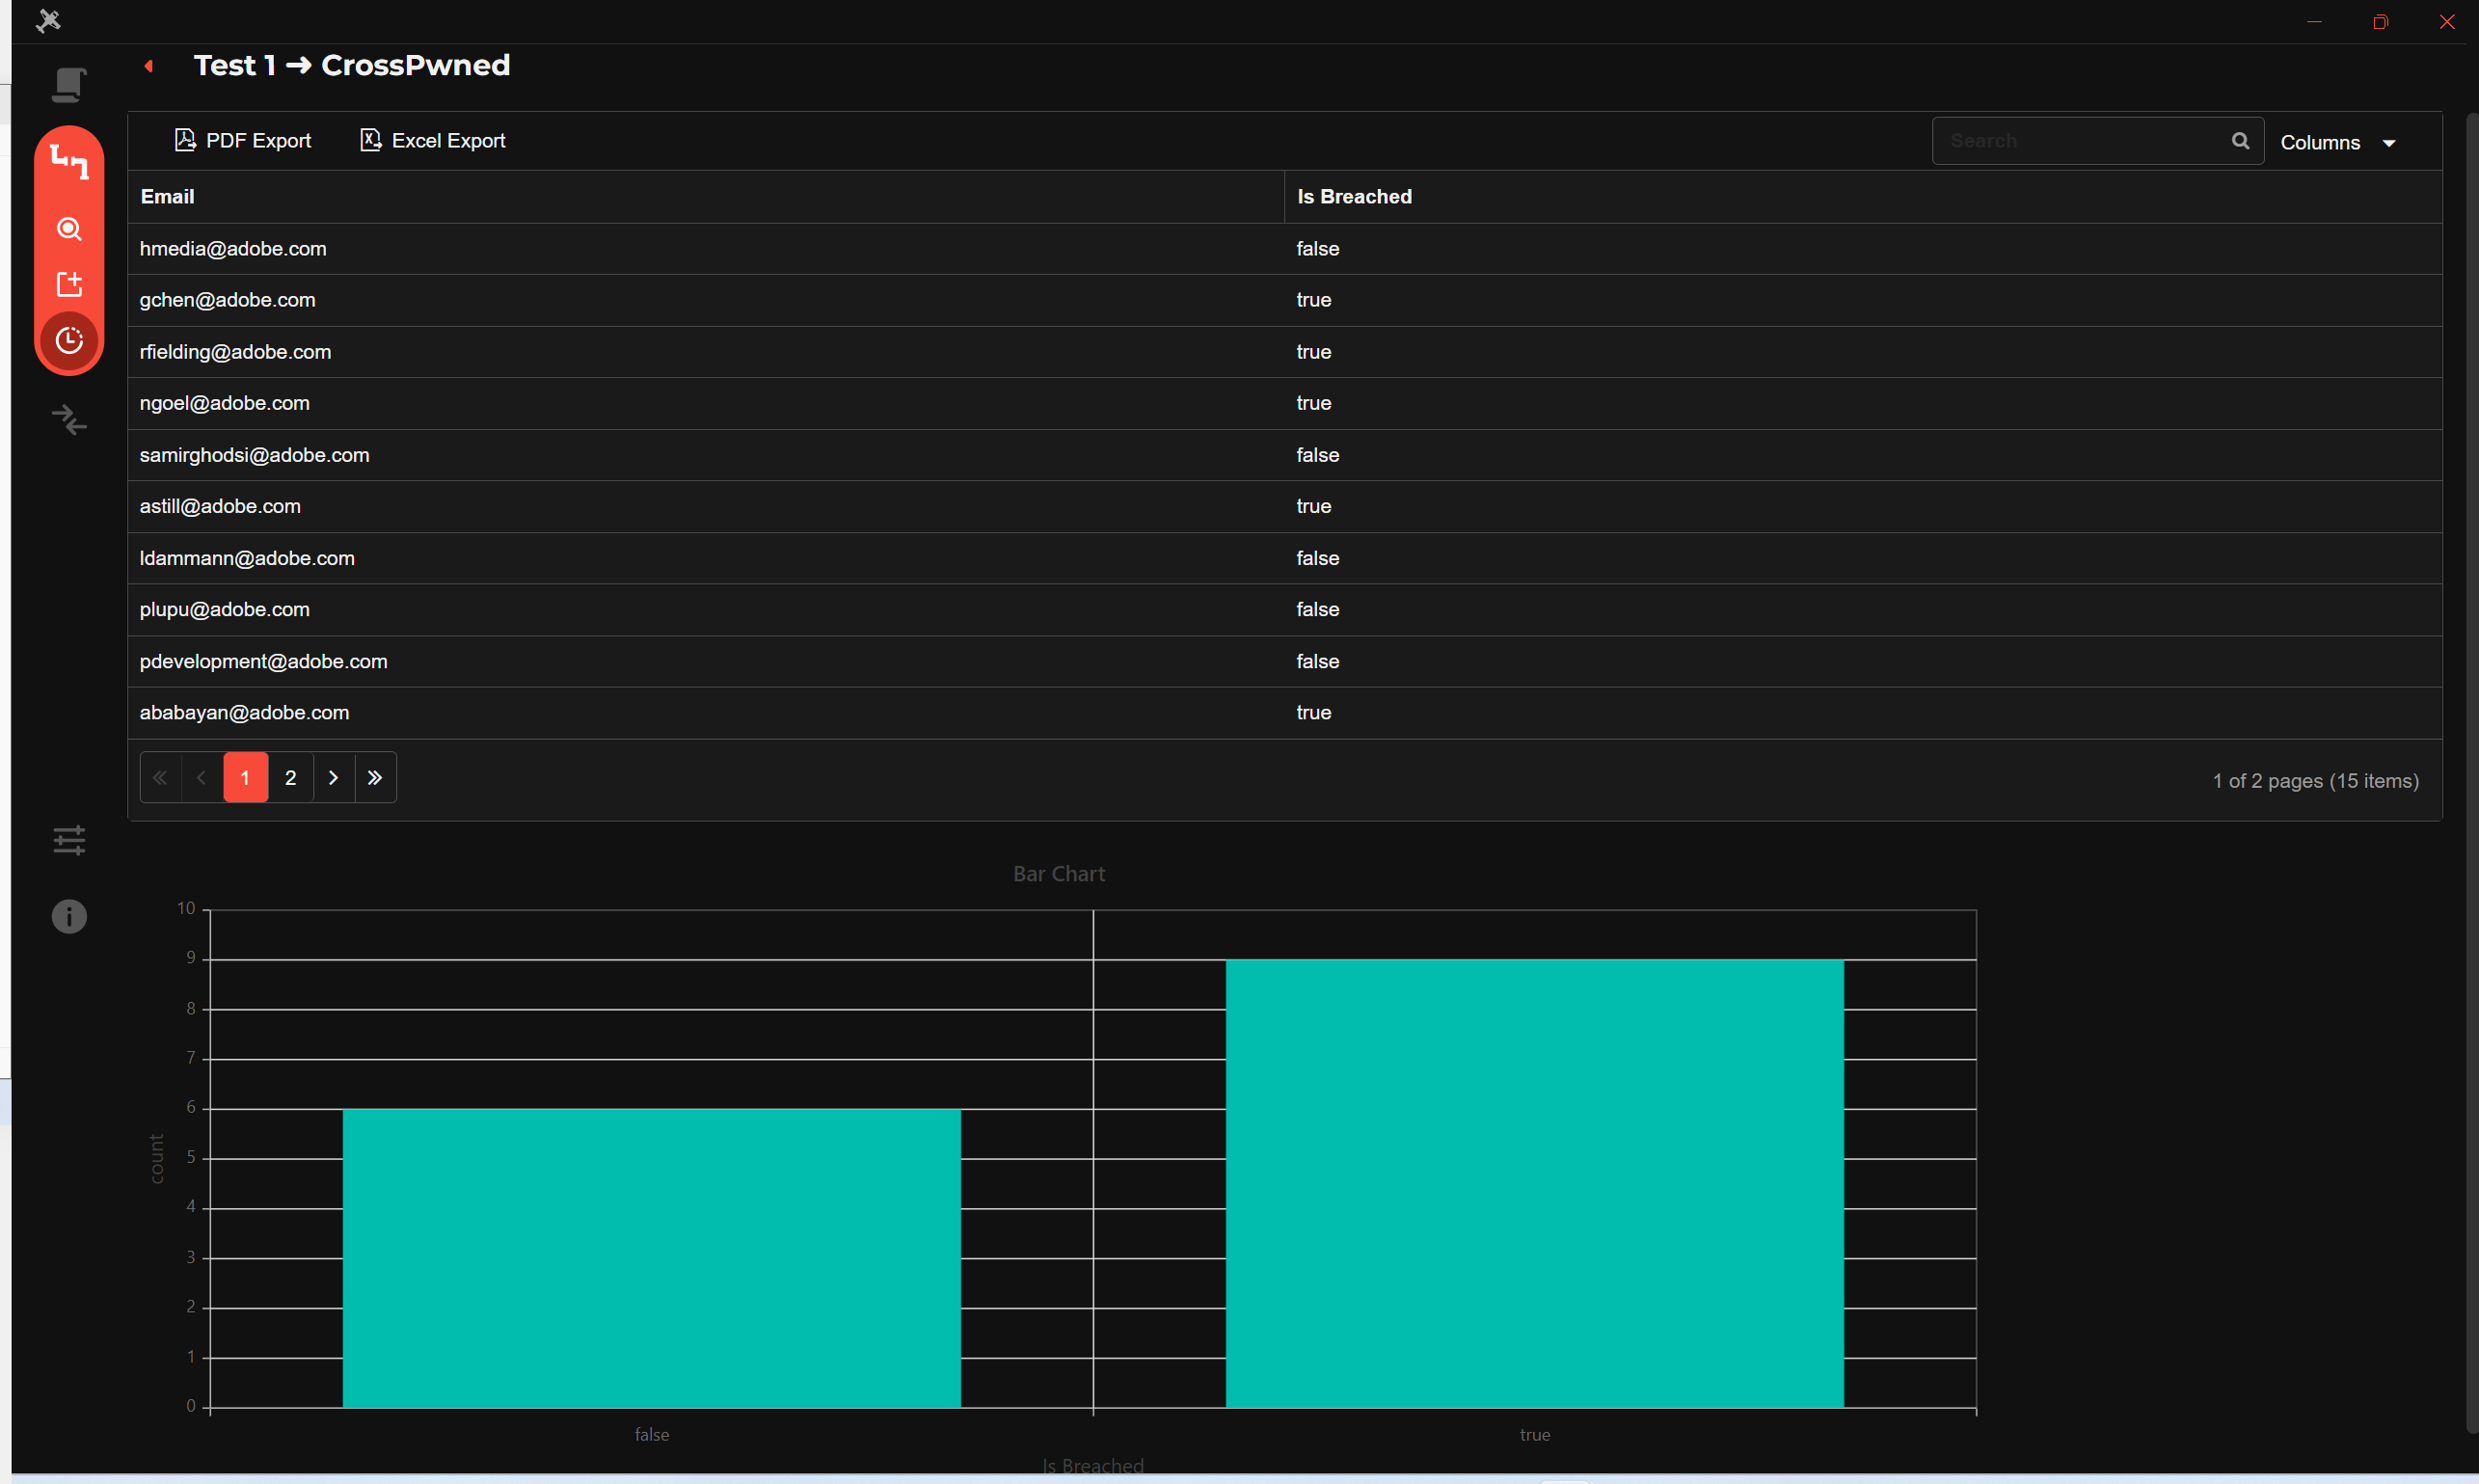 Test 1 → CrossPwned
PDF Export Excel Export Search Columns
Email Is Breached
hmedia@adobe.com false
gchen@adobe.com true
rfielding@adobe.com true
ngoel@adobe.com true
samirghodsi@adobe.com false
astill@adobe.com true
ldammann@adobe.com false
plupu@adobe.com false
pdevelopment@adobe.com false
ababayan@adobe.com true
1 2 1 of 2 pages (15 items)
Bar Chart
10
9
8
7
6
5
4
3
2
1
0
count
false true
Is Breached